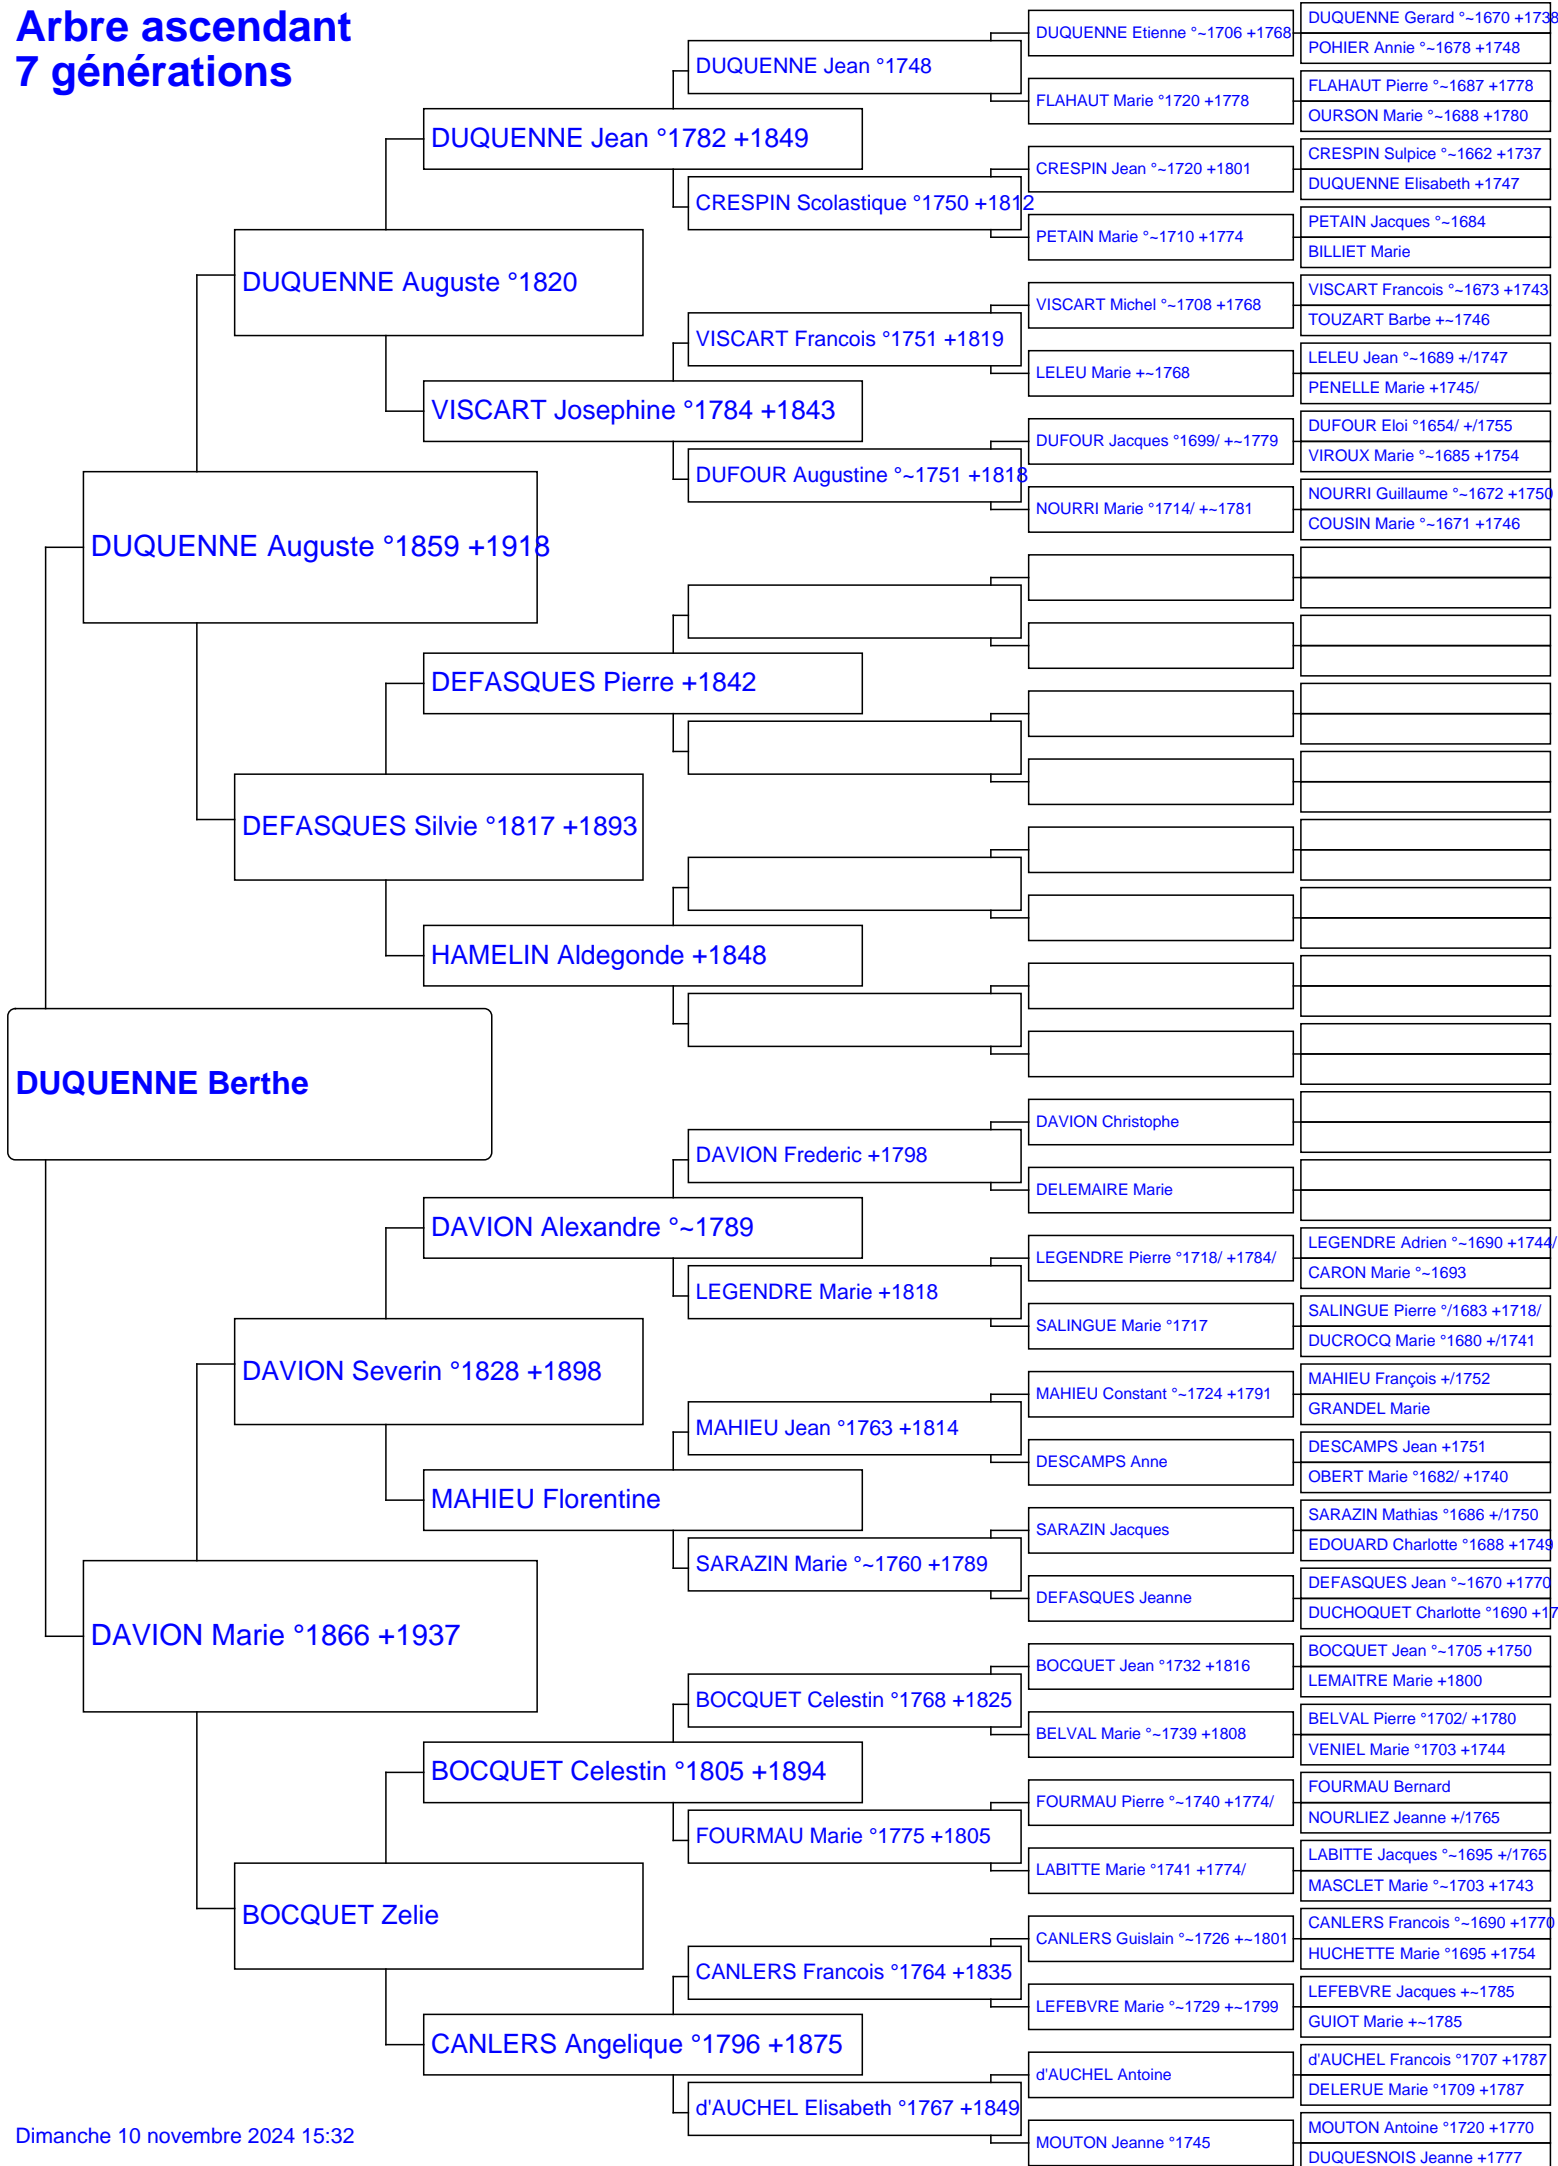 Arbre ascendant
7 générations
DUQUENNE Gerard °~1670 +1738
DUQUENNE Etienne °~1706 +1768
POHIER Annie °~1678 +1748
DUQUENNE Jean °1748
FLAHAUT Pierre °~1687 +1778
FLAHAUT Marie °1720 +1778
OURSON Marie °~1688 +1780
DUQUENNE Jean °1782 +1849
CRESPIN Sulpice °~1662 +1737
CRESPIN Jean °~1720 +1801
DUQUENNE Elisabeth +1747
CRESPIN Scolastique °1750 +1812
PETAIN Jacques °~1684
PETAIN Marie °~1710 +1774
BILLIET Marie
DUQUENNE Auguste °1820
VISCART Francois °~1673 +1743
VISCART Michel °~1708 +1768
TOUZART Barbe +~1746
VISCART Francois °1751 +1819
LELEU Jean °~1689 +/1747
LELEU Marie +~1768
PENELLE Marie +1745/
VISCART Josephine °1784 +1843
DUFOUR Eloi °1654/ +/1755
DUFOUR Jacques °1699/ +~1779
VIROUX Marie °~1685 +1754
DUFOUR Augustine °~1751 +1818
NOURRI Guillaume °~1672 +1750
NOURRI Marie °1714/ +~1781
COUSIN Marie °~1671 +1746
DUQUENNE Auguste °1859 +1918
DEFASQUES Pierre +1842
DEFASQUES Silvie °1817 +1893
HAMELIN Aldegonde +1848
DUQUENNE Berthe
DAVION Christophe
DAVION Frederic +1798
DELEMAIRE Marie
DAVION Alexandre °~1789
LEGENDRE Adrien °~1690 +1744/
LEGENDRE Pierre °1718/ +1784/
CARON Marie °~1693
LEGENDRE Marie +1818
SALINGUE Pierre °/1683 +1718/
SALINGUE Marie °1717
DUCROCQ Marie °1680 +/1741
DAVION Severin °1828 +1898
MAHIEU François +/1752
MAHIEU Constant °~1724 +1791
GRANDEL Marie
MAHIEU Jean °1763 +1814
DESCAMPS Jean +1751
DESCAMPS Anne
OBERT Marie °1682/ +1740
MAHIEU Florentine
SARAZIN Mathias °1686 +/1750
SARAZIN Jacques
EDOUARD Charlotte °1688 +1749
SARAZIN Marie °~1760 +1789
DEFASQUES Jean °~1670 +1770
DEFASQUES Jeanne
DUCHOQUET Charlotte °1690 +17
DAVION Marie °1866 +1937
BOCQUET Jean °~1705 +1750
BOCQUET Jean °1732 +1816
LEMAITRE Marie +1800
BOCQUET Celestin °1768 +1825
BELVAL Pierre °1702/ +1780
BELVAL Marie °~1739 +1808
VENIEL Marie °1703 +1744
BOCQUET Celestin °1805 +1894
FOURMAU Bernard
FOURMAU Pierre °~1740 +1774/
NOURLIEZ Jeanne +/1765
FOURMAU Marie °1775 +1805
LABITTE Jacques °~1695 +/1765
LABITTE Marie °1741 +1774/
MASCLET Marie °~1703 +1743
BOCQUET Zelie
CANLERS Francois °~1690 +1770
CANLERS Guislain °~1726 +~1801
HUCHETTE Marie °1695 +1754
CANLERS Francois °1764 +1835
LEFEBVRE Jacques +~1785
LEFEBVRE Marie °~1729 +~1799
GUIOT Marie +~1785
CANLERS Angelique °1796 +1875
d'AUCHEL Francois °1707 +1787
d'AUCHEL Antoine
DELERUE Marie °1709 +1787
d'AUCHEL Elisabeth °1767 +1849
MOUTON Antoine °1720 +1770
MOUTON Jeanne °1745
DUQUESNOIS Jeanne +1777
Dimanche 10 novembre 2024 15:32